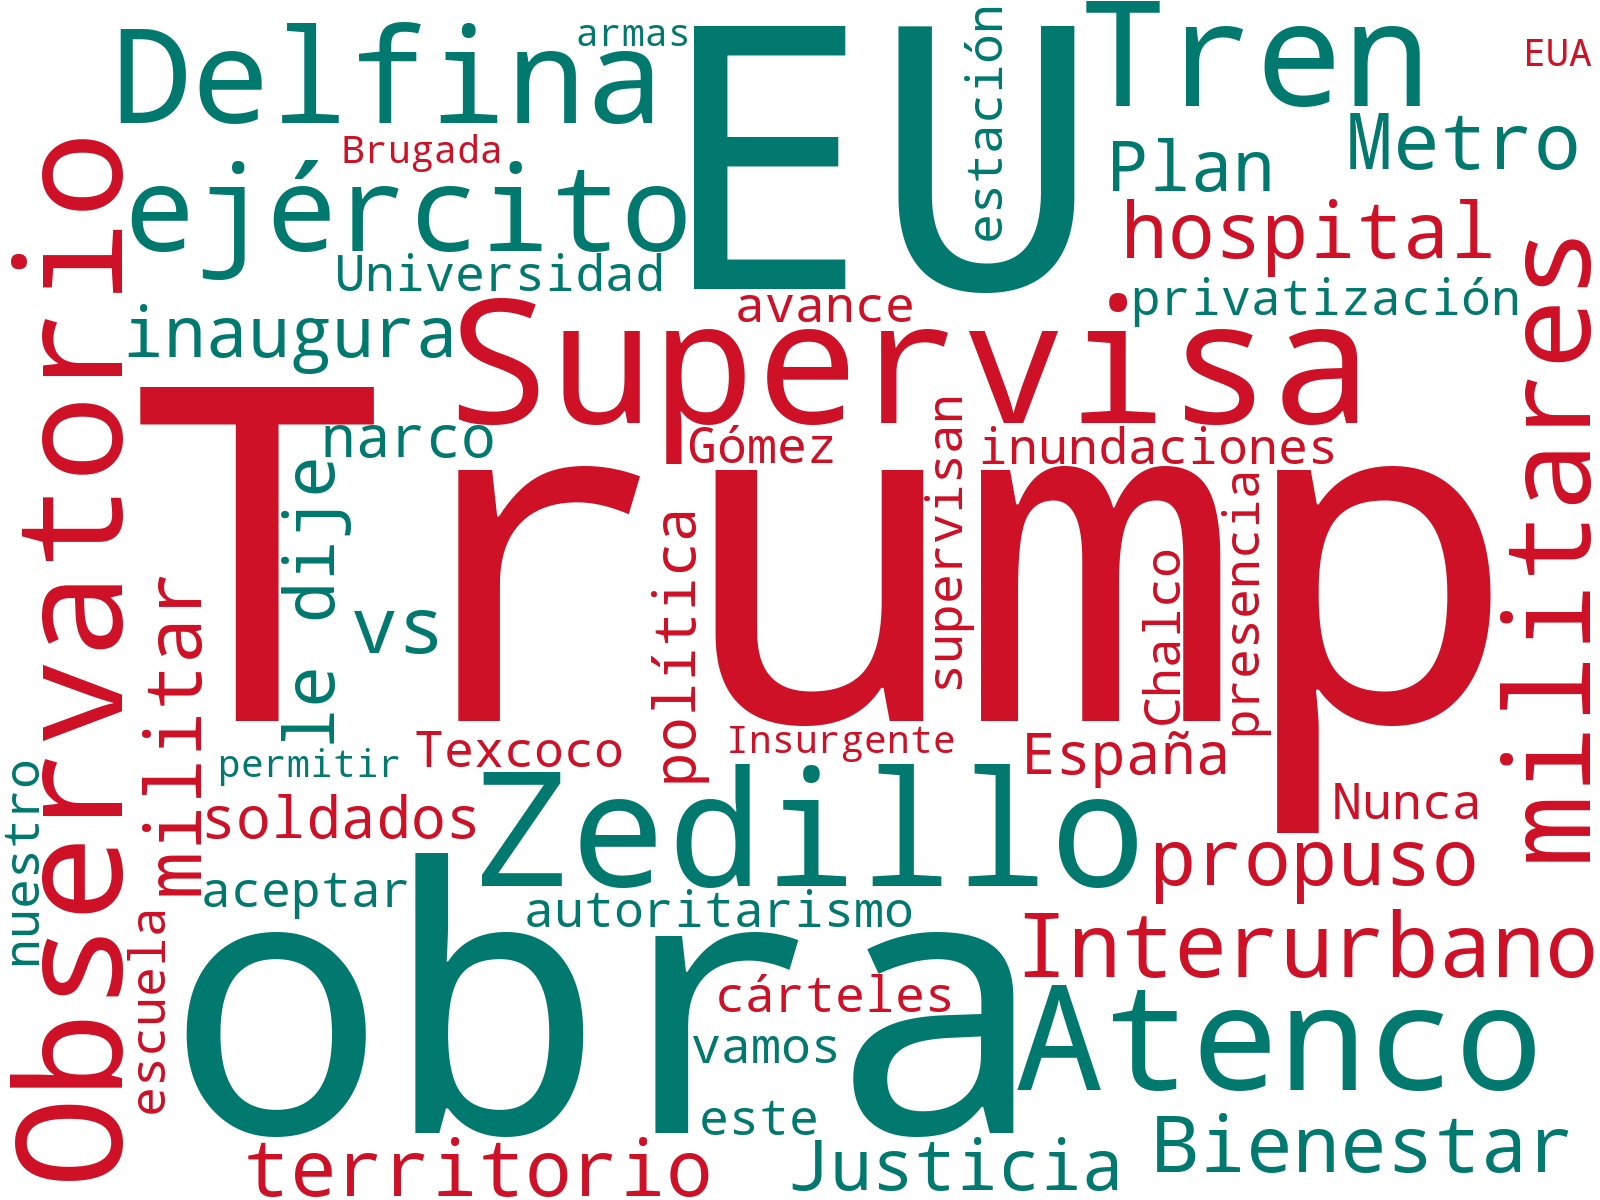 armas
EU
estación
Tren
EUA
Delfina
Brugada
Metro
Plan
ejército
hospital
Universidad
avance
privatización
inaugura
Supervisa
Observatorio
militares
Trump
narco
Gómez
inundaciones
le dije
supervisan
política
presencia
Chalco
vs
militar
Texcoco
Insurgente
España
permitir
nuestro
Zedillo
Nunca
soldados
propuso
aceptar
autoritarismo
obra
escuela
Interurbano
cárteles
Atenco
vamos
este
territorio
Justicia
Bienestar